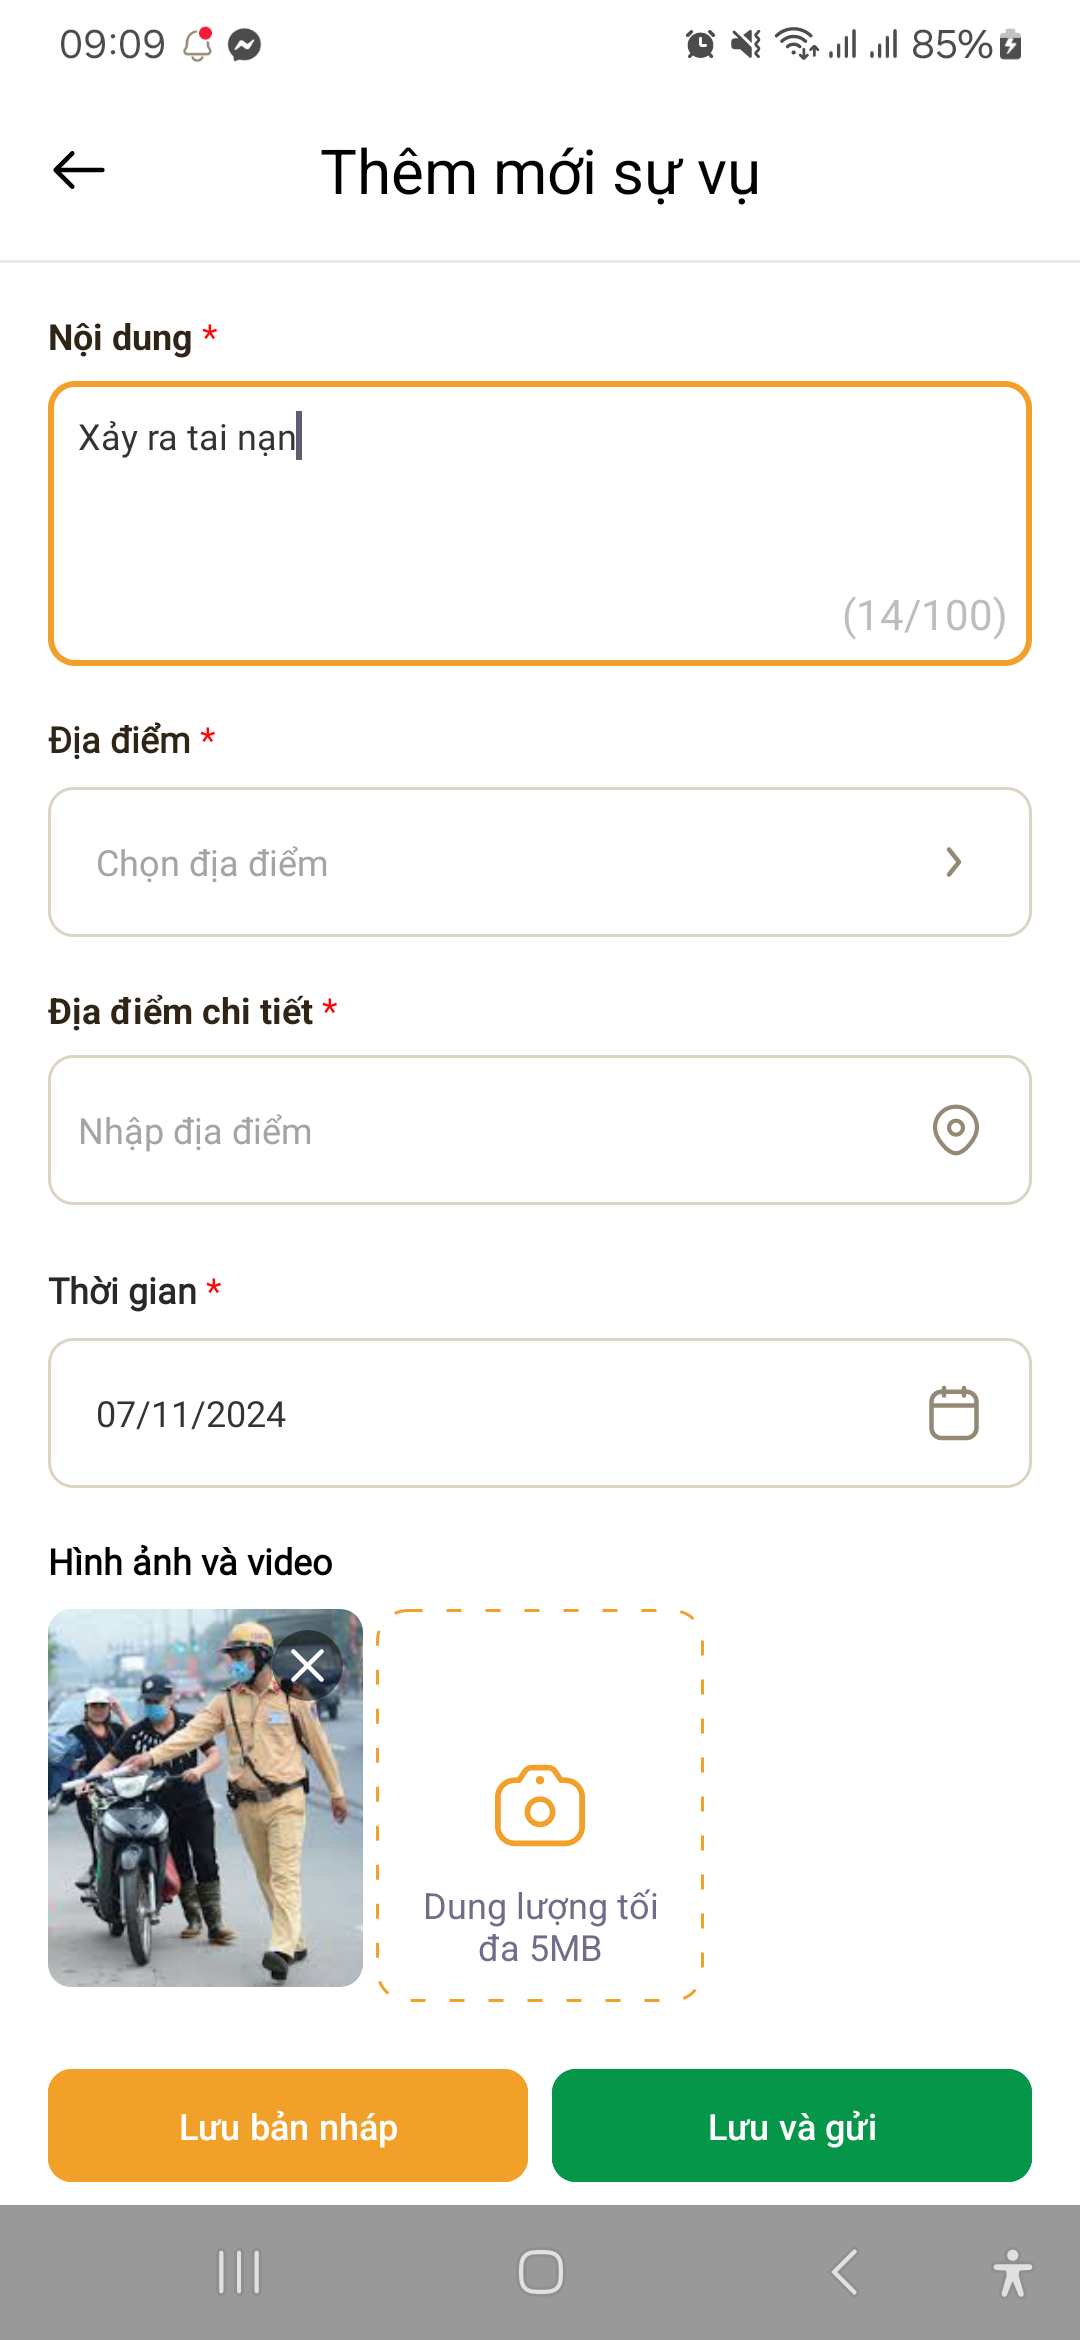 09:09
85%
Thêm mới sự vụ
Nội dung *
Xảy ra tai nạn
(14/100)
Địa điểm *
Chọn địa điểm
Địa điểm chi tiết *
Nhập địa điểm
Thời gian *
07/11/2024
Hình ảnh và video
Dung lượng tối
đa 5MB
Lưu bản nháp
Lưu và gửi